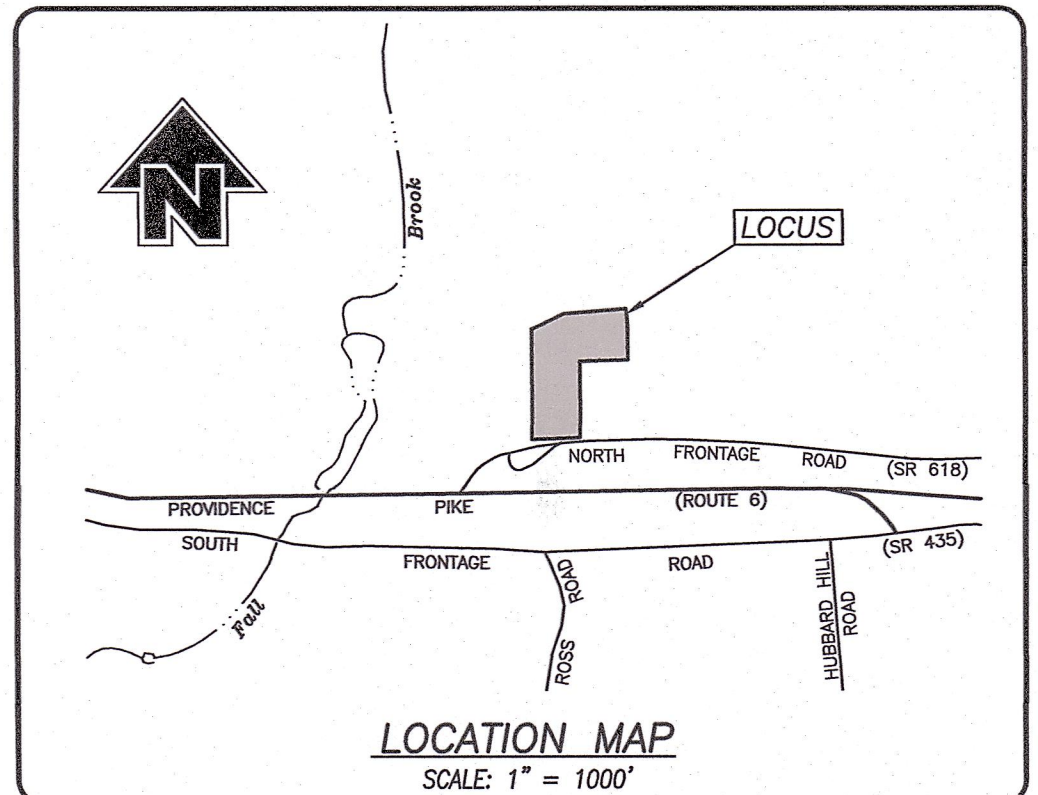 N
Brook
LOCUS
NORTH FRONTAGE ROAD (SR 618)
PROVIDENCE PIKE (ROUTE 6)
SOUTH FRONTAGE ROAD (SR 435)
Fall
ROSS ROAD
HUBBARD HILL
ROAD
LOCATION MAP
SCALE: 1" = 1000'